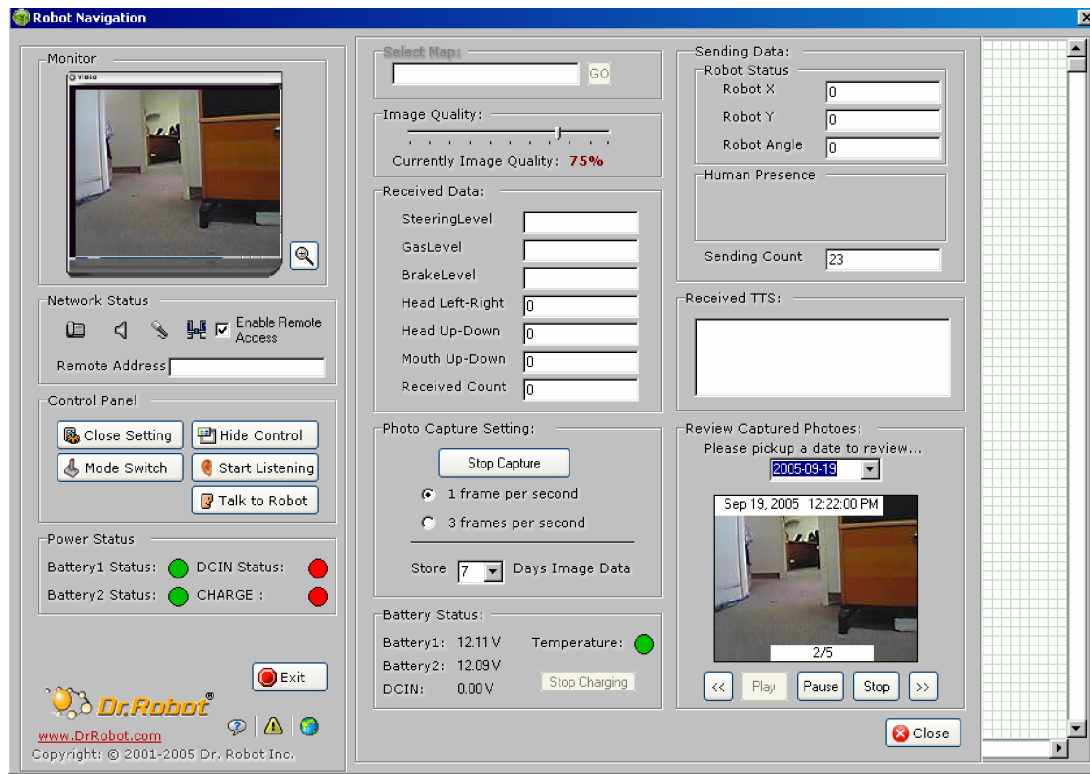 Robot Navigation
Monitor
VIDEO
Network Status
Enable Remote
Access
Remote Address
Control Panel
Close Setting
Hide Control
Mode Switch
Start Listening
Talk to Robot
Power Status
Battery1 Status:
DCIN Status:
Battery2 Status:
CHARGE :
Exit
Dr.Robot®
www.DrRobot.com
Copyright: © 2001-2005 Dr. Robot Inc.
Select Map:
GO
Image Quality:
Currently Image Quality: 75%
Received Data:
SteeringLevel
GasLevel
BrakeLevel
Head Left-Right 0
Head Up-Down 0
Mouth Up-Down 0
Received Count 0
Photo Capture Setting:
Stop Capture
1 frame per second
3 frames per second
Store 7 Days Image Data
Battery Status:
Battery1: 12.11 V Temperature:
Battery2: 12.09 V
DCIN: 0.00 V
Stop Charging
Sending Data:
Robot Status
Robot X 0
Robot Y 0
Robot Angle 0
Human Presence
Sending Count 23
Received TTS:
Review Captured Photoes:
Please pickup a date to review...
2005-09-19
Sep 19, 2005 12:22:00 PM
2/5
<< Play Pause Stop >>
Close